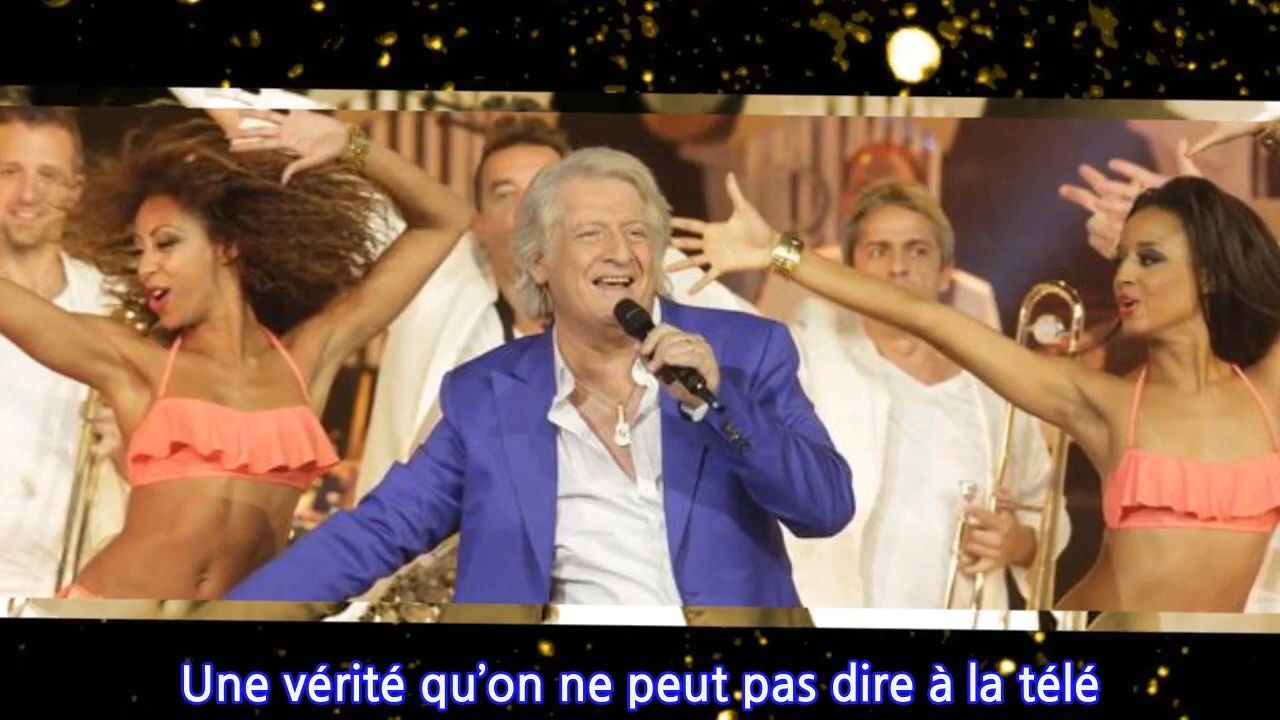 Une vérité qu’on ne peut pas dire à la télé